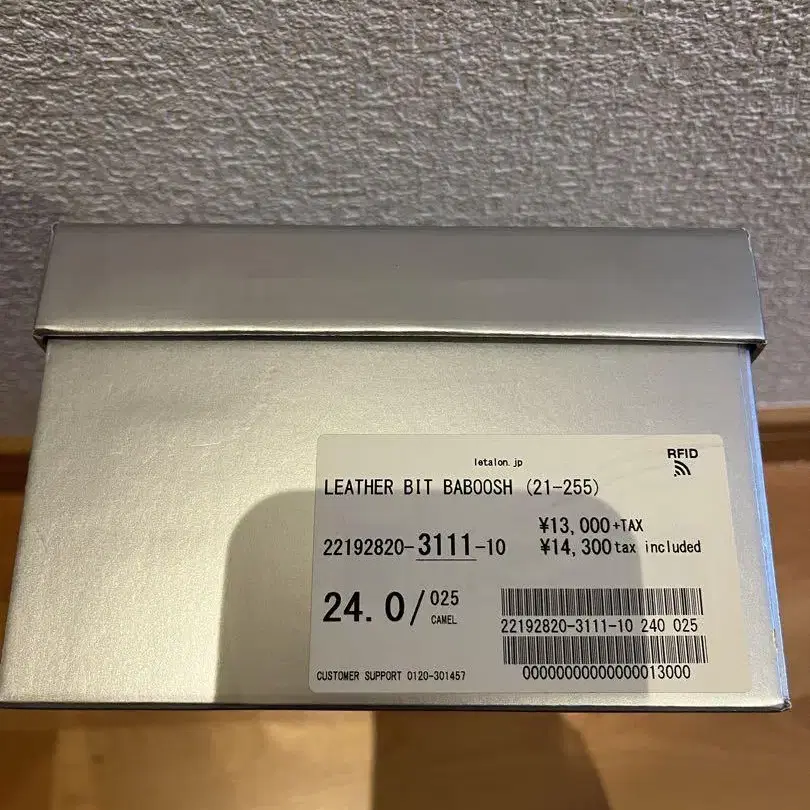 letalon.jp
RFID
LEATHER BIT BABOOSH (21-255)
¥13,000+TAX
22192820-3111-10
¥14,300 tax included
24.0/025
CAMEL
22192820-3111-10 240 025
CUSTOMER SUPPORT 0120-301457
00000000000000013000